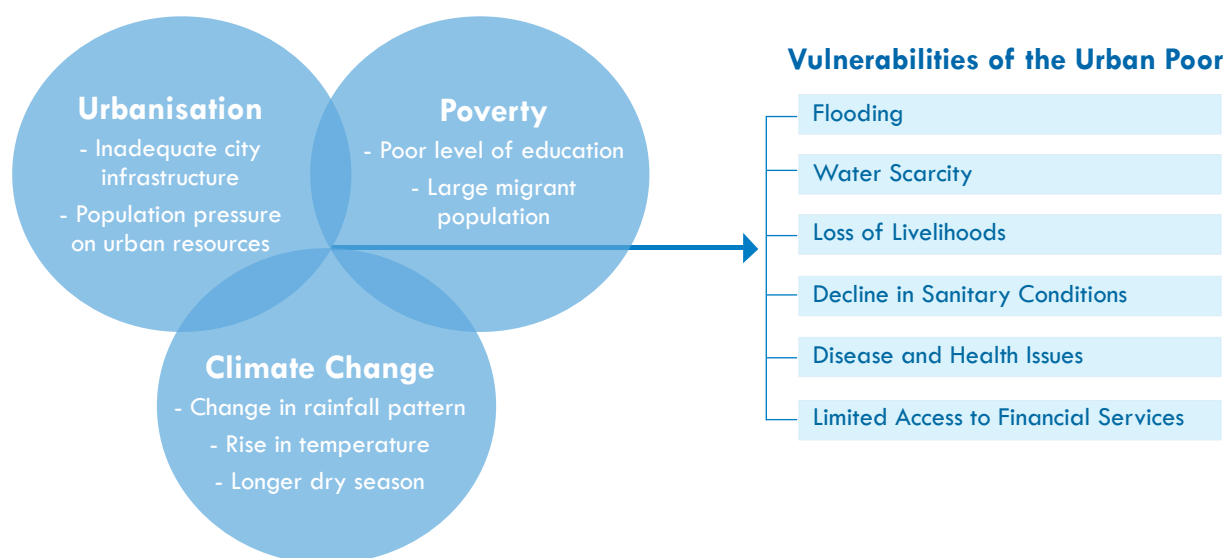 Urbanisation
- Inadequate city
infrastructure
- Population pressure
on urban resources
Poverty
- Poor level of education
- Large migrant
population
Climate Change
- Change in rainfall pattern
- Rise in temperature
- Longer dry season
Vulnerabilities of the Urban Poor
Flooding
Water Scarcity
Loss of Livelihoods
Decline in Sanitary Conditions
Disease and Health Issues
Limited Access to Financial Services